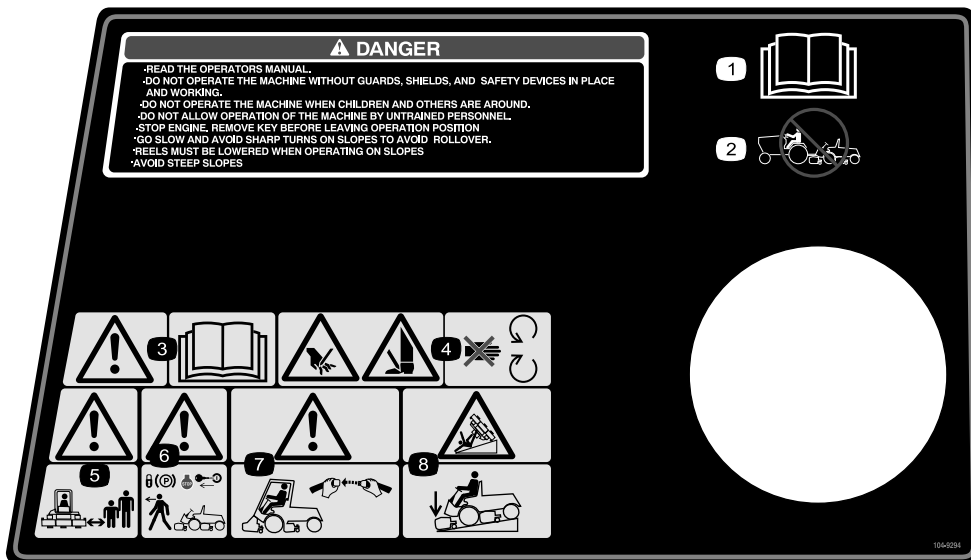 DANGER
·READ THE OPERATORS MANUAL.
·DO NOT OPERATE THE MACHINE WITHOUT GUARDS, SHIELDS, AND SAFETY DEVICES IN PLACE
AND WORKING.
·DO NOT OPERATE THE MACHINE WHEN CHILDREN AND OTHERS ARE AROUND.
·DO NOT ALLOW OPERATION OF THE MACHINE BY UNTRAINED PERSONNEL.
·STOP ENGINE, REMOVE KEY BEFORE LEAVING OPERATION POSITION
·GO SLOW AND AVOID SHARP TURNS ON SLOPES TO AVOID ROLLOVER.
·REELS MUST BE LOWERED WHEN OPERATING ON SLOPES
·AVOID STEEP SLOPES
1
2
3
4
5
6
7
8
(P)
STOP
104-9294